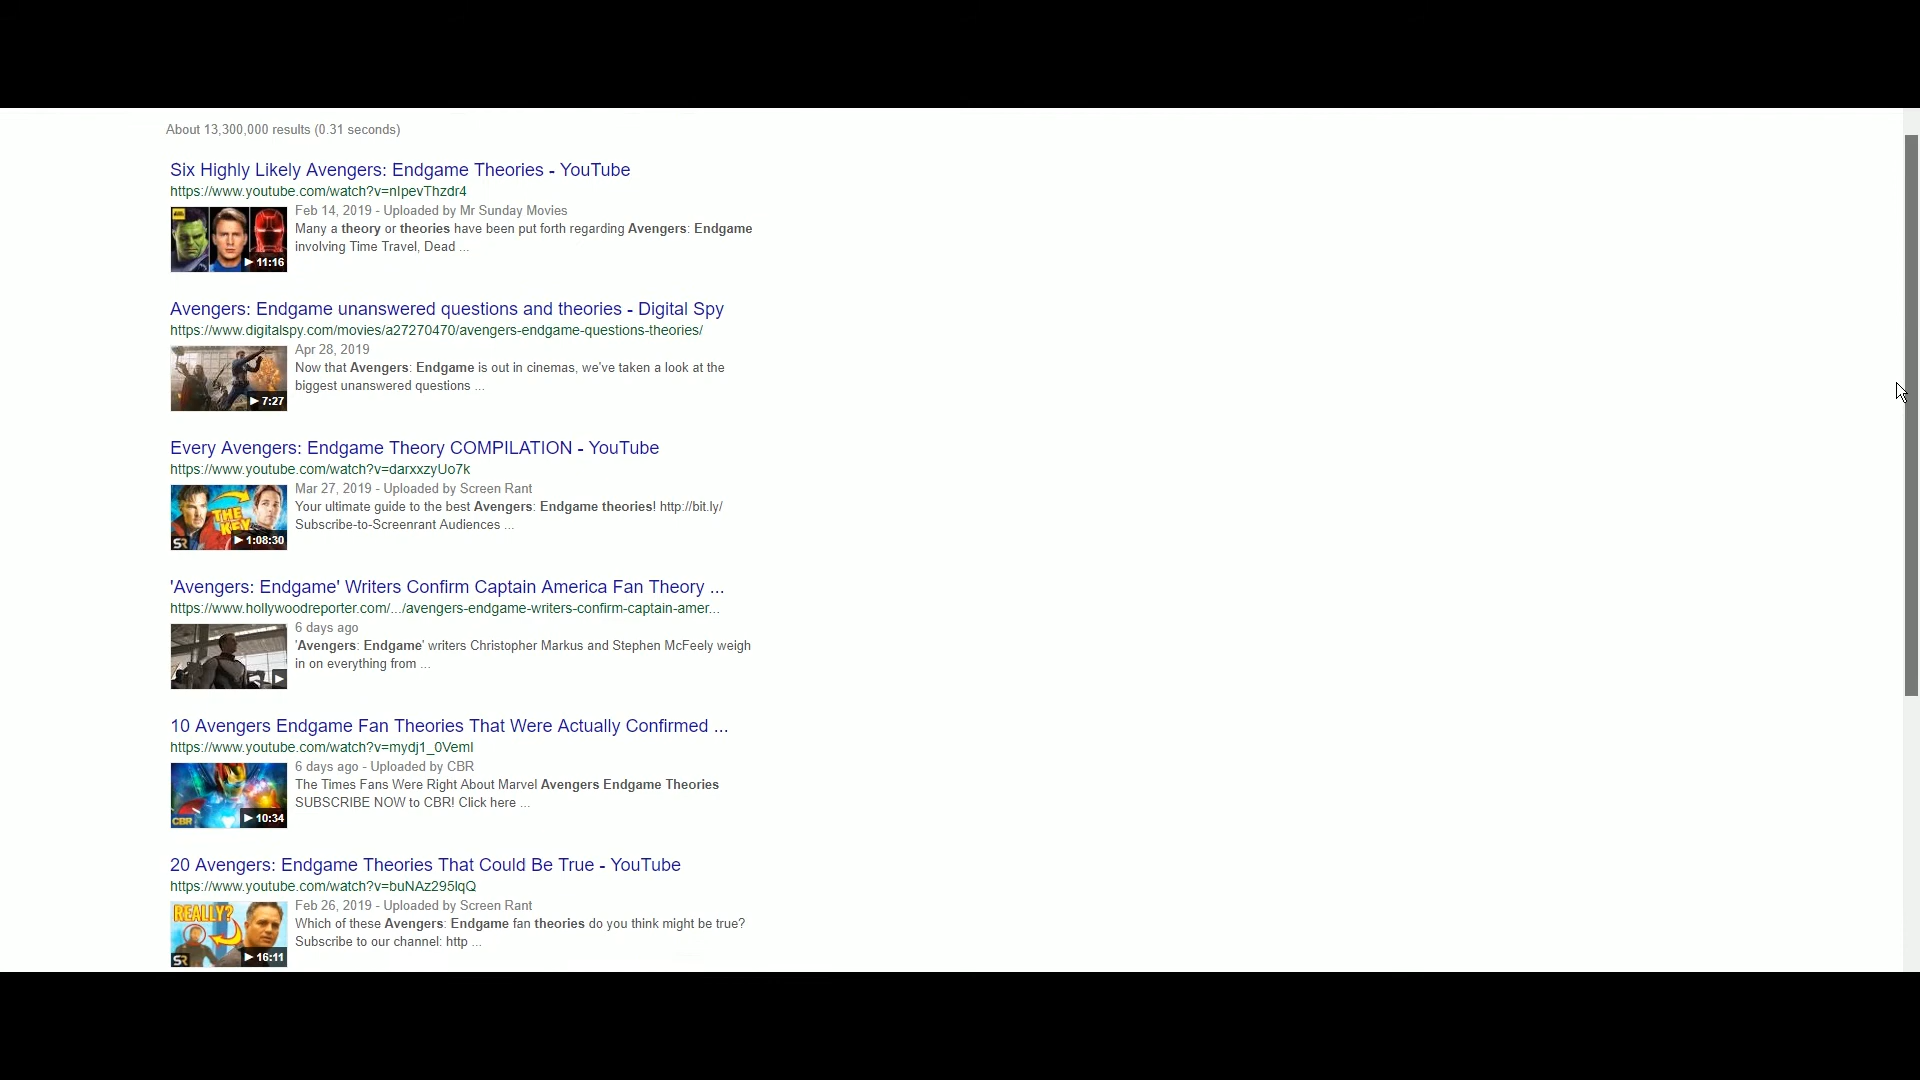 About 13,300,000 results (0.31 seconds)
Six Highly Likely Avengers: Endgame Theories - YouTube
https://www.youtube.com/watch?v=nIpevThzdr4
Feb 14, 2019 - Uploaded by Mr Sunday Movies
Many a theory or theories have been put forth regarding Avengers: Endgame
involving Time Travel, Dead ...
11:16
Avengers: Endgame unanswered questions and theories - Digital Spy
https://www.digitalspy.com/movies/a27270470/avengers-endgame-questions-theories/
Apr 28, 2019
Now that Avengers: Endgame is out in cinemas, we've taken a look at the
biggest unanswered questions ...
7:27
Every Avengers: Endgame Theory COMPILATION - YouTube
https://www.youtube.com/watch?v=darxxzyUo7k
Mar 27, 2019 - Uploaded by Screen Rant
Your ultimate guide to the best Avengers: Endgame theories! http://bit.ly/
Subscribe-to-Screenrant Audiences ...
THE
KEY
SR
1:08:30
'Avengers: Endgame' Writers Confirm Captain America Fan Theory ...
https://www.hollywoodreporter.com/.../avengers-endgame-writers-confirm-captain-amer...
6 days ago
'Avengers: Endgame' writers Christopher Markus and Stephen McFeely weigh
in on everything from ...
10 Avengers Endgame Fan Theories That Were Actually Confirmed ...
https://www.youtube.com/watch?v=mydj1_0VemI
6 days ago - Uploaded by CBR
The Times Fans Were Right About Marvel Avengers Endgame Theories
SUBSCRIBE NOW to CBR! Click here ...
CBR
10:34
20 Avengers: Endgame Theories That Could Be True - YouTube
https://www.youtube.com/watch?v=buNAz295lqQ
Feb 26, 2019 - Uploaded by Screen Rant
Which of these Avengers: Endgame fan theories do you think might be true?
Subscribe to our channel: http ...
REALLY?
SR
16:11